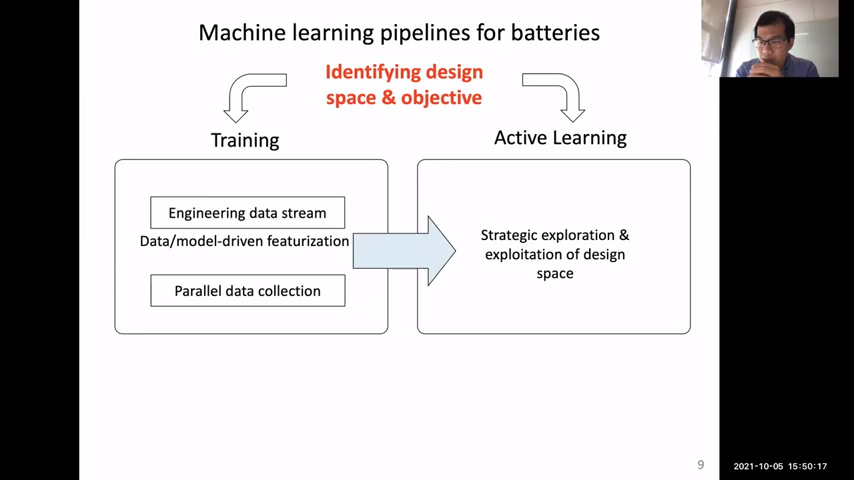 Machine learning pipelines for batteries
Identifying design
space & objective
Training
Active Learning
Engineering data stream
Data/model-driven featurization
Parallel data collection
Strategic exploration &
exploitation of design
space
9
2021-10-05 15:50:17